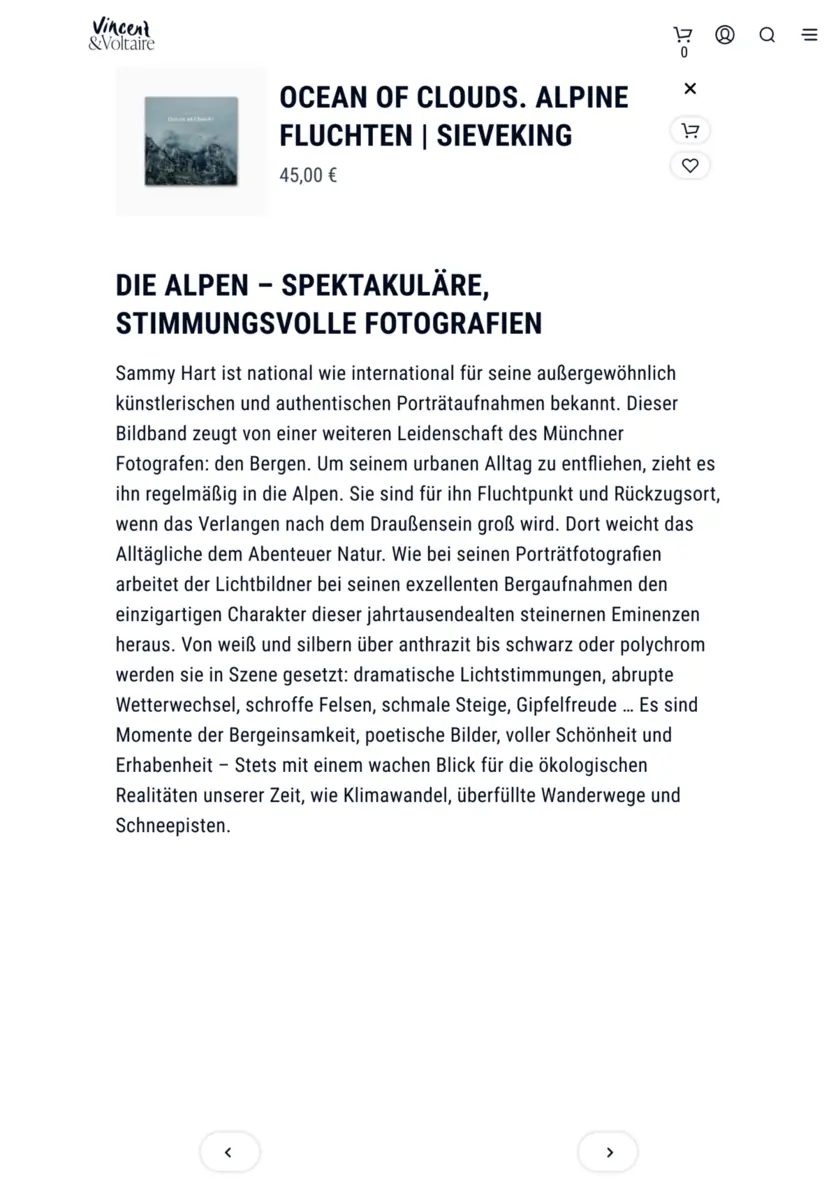 Vincent
&Voltaire
0
OCEAN OF CLOUDS. ALPINE
FLUCHTEN | SIEVEKING
45,00 €
DIE ALPEN – SPEKTAKULÄRE,
STIMMUNGSVOLLE FOTOGRAFIEN
Sammy Hart ist national wie international für seine außergewöhnlich
künstlerischen und authentischen Porträtaufnahmen bekannt. Dieser
Bildband zeugt von einer weiteren Leidenschaft des Münchner
Fotografen: den Bergen. Um seinem urbanen Alltag zu entfliehen, zieht es
ihn regelmäßig in die Alpen. Sie sind für ihn Fluchtpunkt und Rückzugsort,
wenn das Verlangen nach dem Draußensein groß wird. Dort weicht das
Alltägliche dem Abenteuer Natur. Wie bei seinen Porträtfotografien
arbeitet der Lichtbildner bei seinen exzellenten Bergaufnahmen den
einzigartigen Charakter dieser jahrtausendealten steinernen Eminenzen
heraus. Von weiß und silbern über anthrazit bis schwarz oder polychrom
werden sie in Szene gesetzt: dramatische Lichtstimmungen, abrupte
Wetterwechsel, schroffe Felsen, schmale Steige, Gipfelfreude … Es sind
Momente der Bergeinsamkeit, poetische Bilder, voller Schönheit und
Erhabenheit – Stets mit einem wachen Blick für die ökologischen
Realitäten unserer Zeit, wie Klimawandel, überfüllte Wanderwege und
Schneepisten.